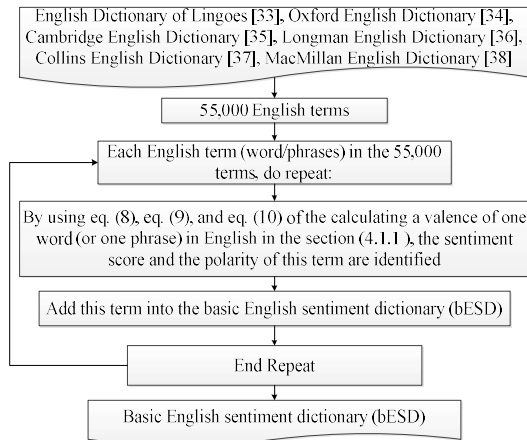 English Dictionary of Lingoes [33], Oxford English Dictionary [34],
Cambridge English Dictionary [35], Longman English Dictionary [36],
Collins English Dictionary [37], MacMillan English Dictionary [38]
55,000 English terms
Each English term (word/phrases) in the 55,000
terms, do repeat:
By using eq. (8), eq. (9), and eq. (10) of the calculating a valence of one
word (or one phrase) in English in the section (4.1.1 ), the sentiment
score and the polarity of this term are identified
Add this term into the basic English sentiment dictionary (bESD)
End Repeat
Basic English sentiment dictionary (bESD)